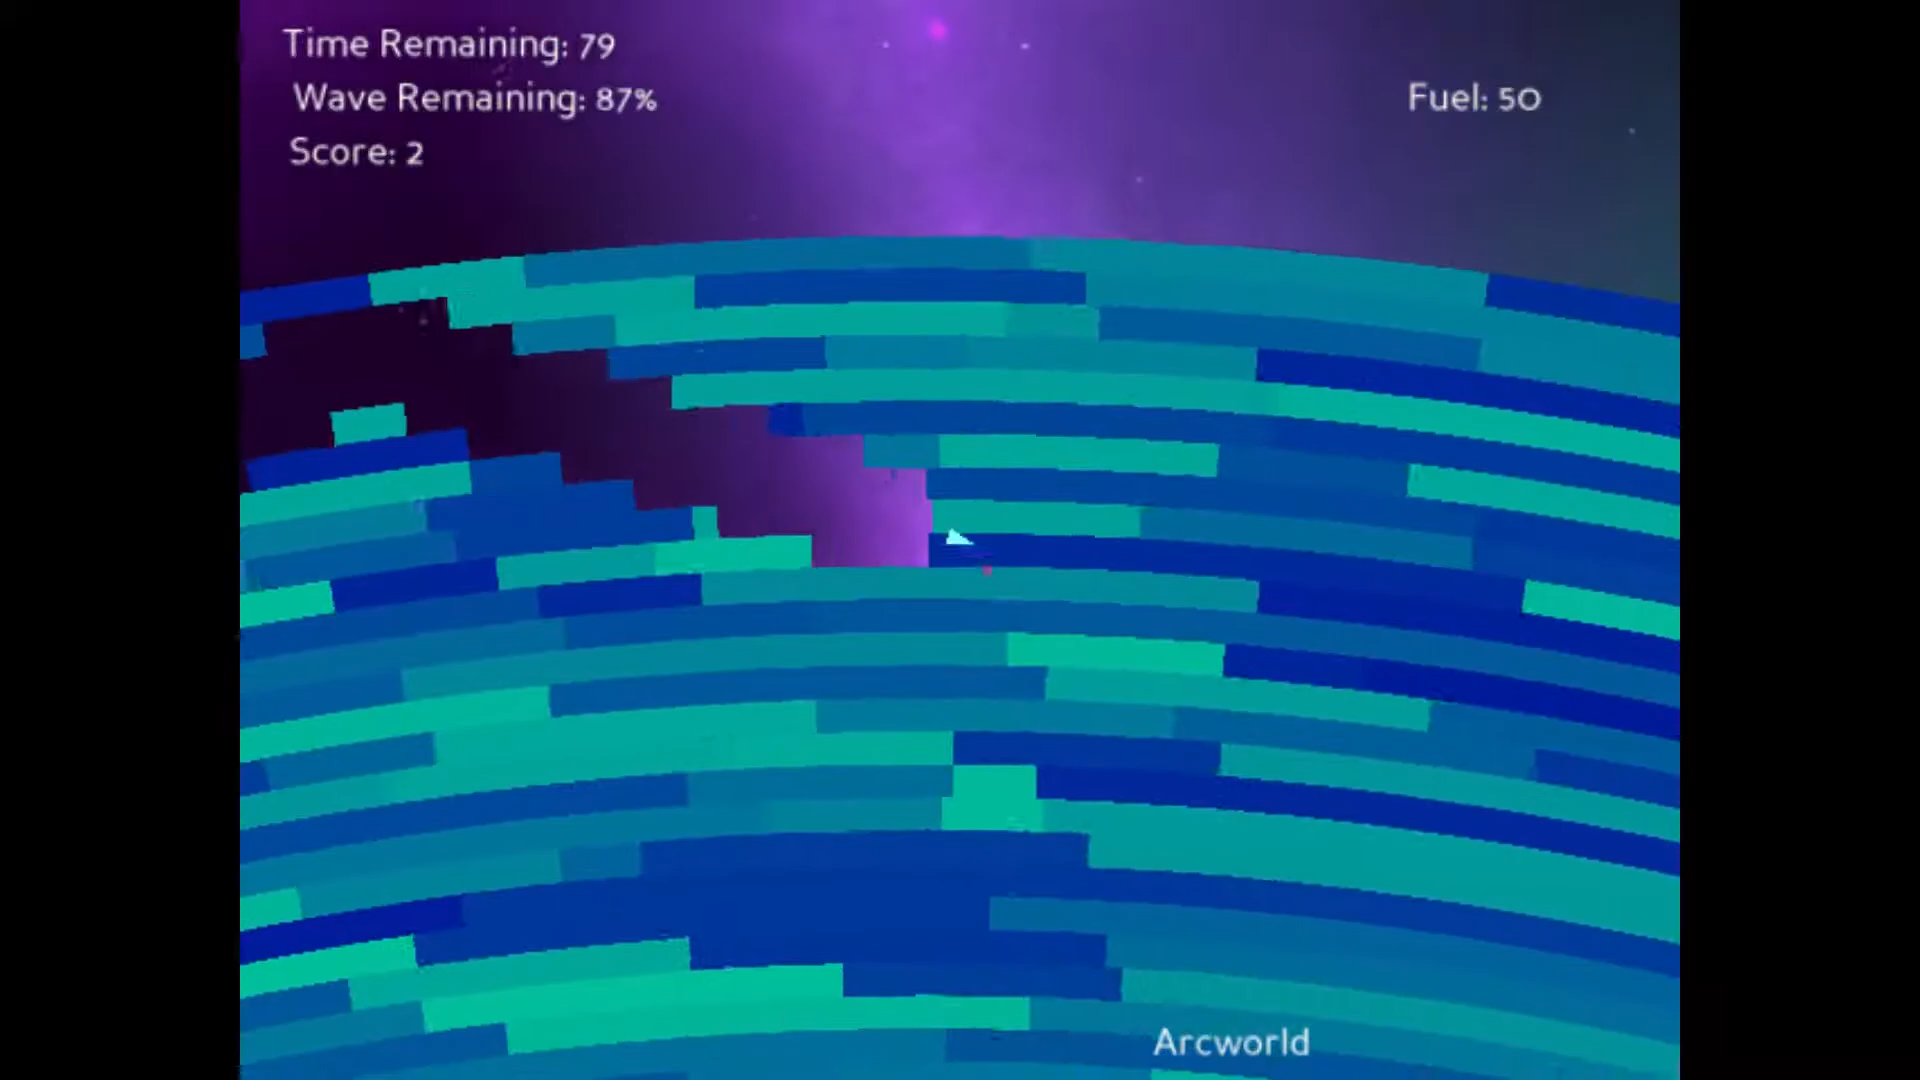 Time Remaining: 79
Wave Remaining: 87%
Fuel: 50
Score: 2
Arcworld